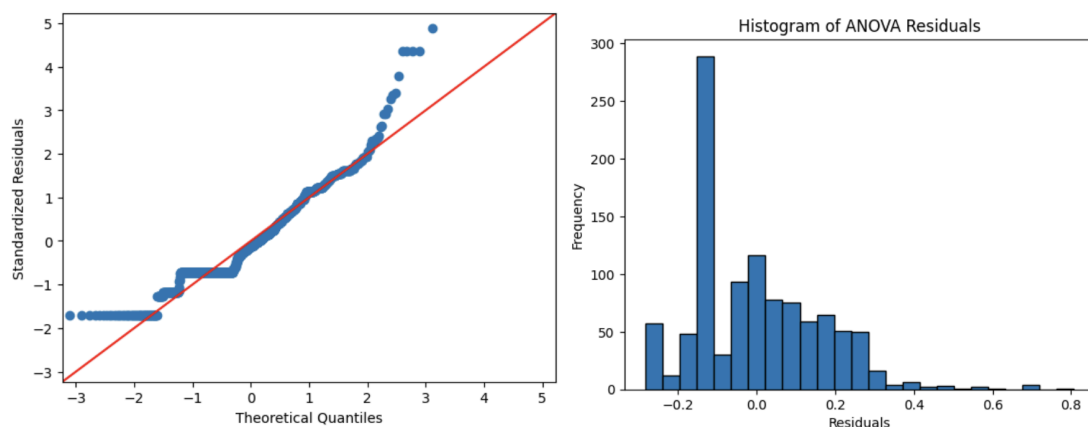 5
4
3
2
1
0
−1
−2
−3
Standardized Residuals
−3 −2 −1 0 1 2 3 4 5
Theoretical Quantiles
Histogram of ANOVA Residuals
300
250
200
150
100
50
0
Frequency
−0.2 0.0 0.2 0.4 0.6 0.8
Residuals